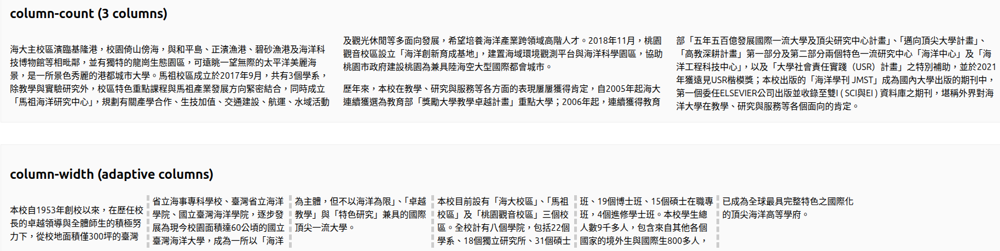 column-count (3 columns)
海大主校區濱臨基隆港，校園倚山傍海，與和平島、正濱漁港、碧砂漁港及海洋科
技博物館等相毗鄰，並有獨特的龍崗生態園區，可遠眺一望無際的太平洋美麗海
景，是一所景色秀麗的港都城市大學。馬祖校區成立於2017年9月，共有3個學系，
除教學與實驗研究外，校區特色重點課程與馬祖產業發展方向緊密結合，同時成立
「馬祖海洋研究中心」，規劃有關產學合作、生技加值、交通建設、航運、水域活動
及觀光休閒等多面向發展，希望培養海洋產業跨領域高階人才。2018年11月，桃園
觀音校區設立「海洋創新育成基地」，建置海域環境觀測平台與海洋科學園區，協助
桃園市政府建設桃園為兼具陸海空大型國際都會城市。
歷年來，本校在教學、研究與服務等各方面的表現屢屢獲得肯定，自2005年起海大
連續獲選為教育部「獎勵大學教學卓越計畫」重點大學；2006年起，連續獲得教育
部「五年五百億發展國際一流大學及頂尖研究中心計畫」、「邁向頂尖大學計畫」、
「高教深耕計畫」第一部分及第二部分兩個特色一流研究中心「海洋中心」及「海
洋工程科技中心」，以及「大學社會責任實踐（USR）計畫」之特別補助，並於2021
年獲遠見USR楷模獎；本校出版的「海洋學刊 JMST」成為國內大學出版的期刊中，
第一個委任ELSEVIER公司出版並收錄至雙I ( SCI與EI ) 資料庫之期刊，堪稱外界對海
洋大學在教學、研究與服務等各個面向的肯定。
column-width (adaptive columns)
本校自1953年創校以來，在歷任校
長的卓越領導與全體師生的積極努
力下，從校地面積僅300坪的臺灣
省立海事專科學校、臺灣省立海洋
學院、國立臺灣海洋學院，逐步發
展為現今校園面積達60公頃的國立
臺灣海洋大學，成為一所以「海洋
為主體，但不以海洋為限」、「卓越
教學」與「特色研究」兼具的國際
頂尖一流大學。
本校目前設有「海大校區」、「馬祖
校區」及「桃園觀音校區」三個校
區。全校計有八個學院，包括22個
學系、18個獨立研究所、31個碩士
班、19個博士班、15個碩士在職專
班，4個進修學士班。本校學生總
人數9千多人，包含來自其他各個
國家的境外生與國際生800多人，
已成為全球最具完整特色之國際化
的頂尖海洋高等學府。